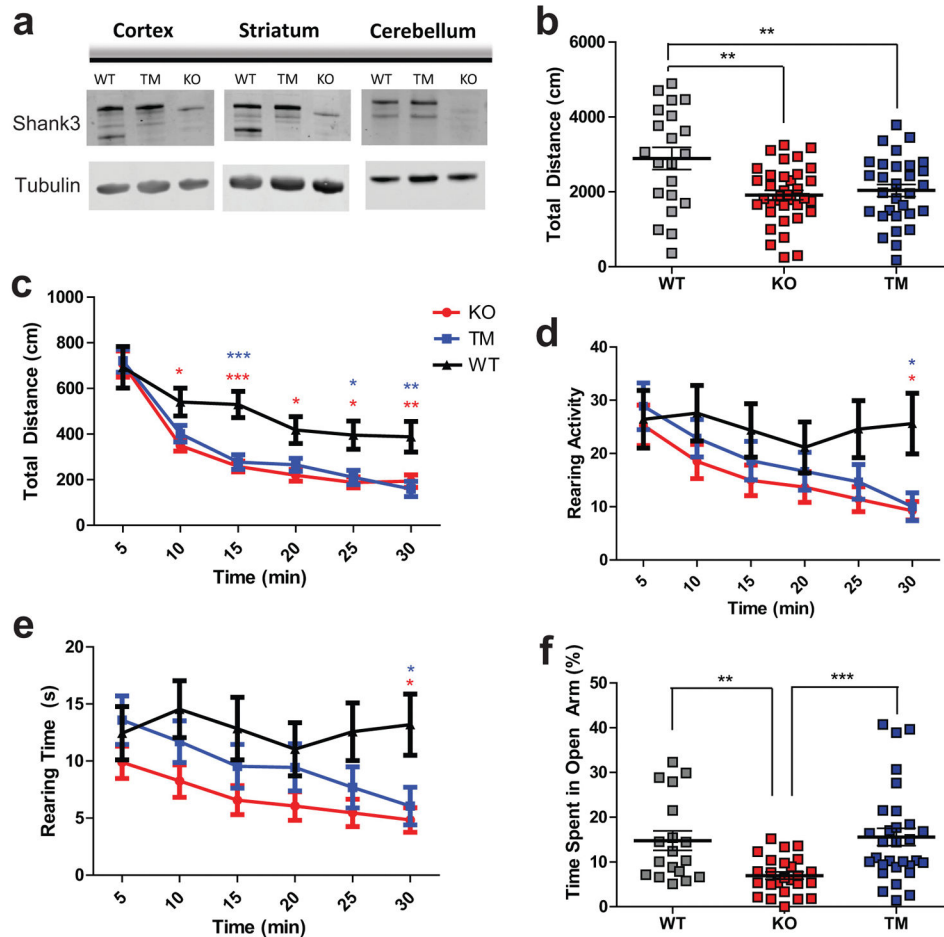 a
Cortex Striatum Cerebellum
WT TM KO WT TM KO WT TM KO
Shank3
Tubulin
b
Total Distance (cm)
6000
4000
2000
0
** **
WT KO TM
c
Total Distance (cm)
1000
800
600
400
200
0
* *** *** * * * ** **
5 10 15 20 25 30
Time (min)
KO
TM
WT
d
Rearing Activity
40
30
20
10
0
*
*
5 10 15 20 25 30
Time (min)
e
Rearing Time (s)
20
15
10
5
0
*
*
5 10 15 20 25 30
Time (min)
f
Time Spent in Open Arm (%)
50
40
30
20
10
0
** ***
WT KO TM